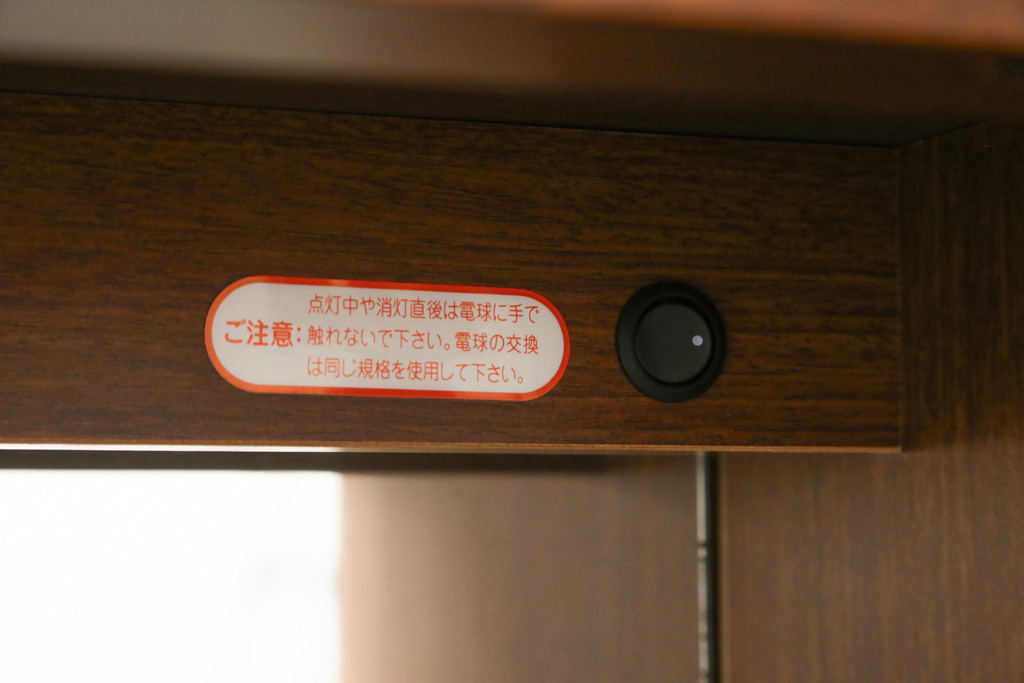 点灯中や消灯直後は電球に手で
ご注意：触れないで下さい。電球の交換
は同じ規格を使用して下さい。